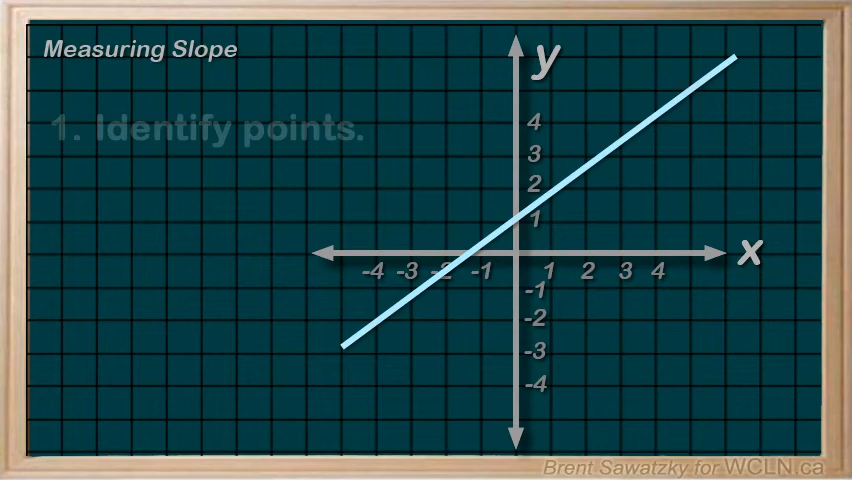 Measuring Slope
1. Identify points.
y
4
3
2
1
-4 -3 -2 -1 1 2 3 4 x
-1
-2
-3
-4
Brent Sawatzky for WCLN.ca